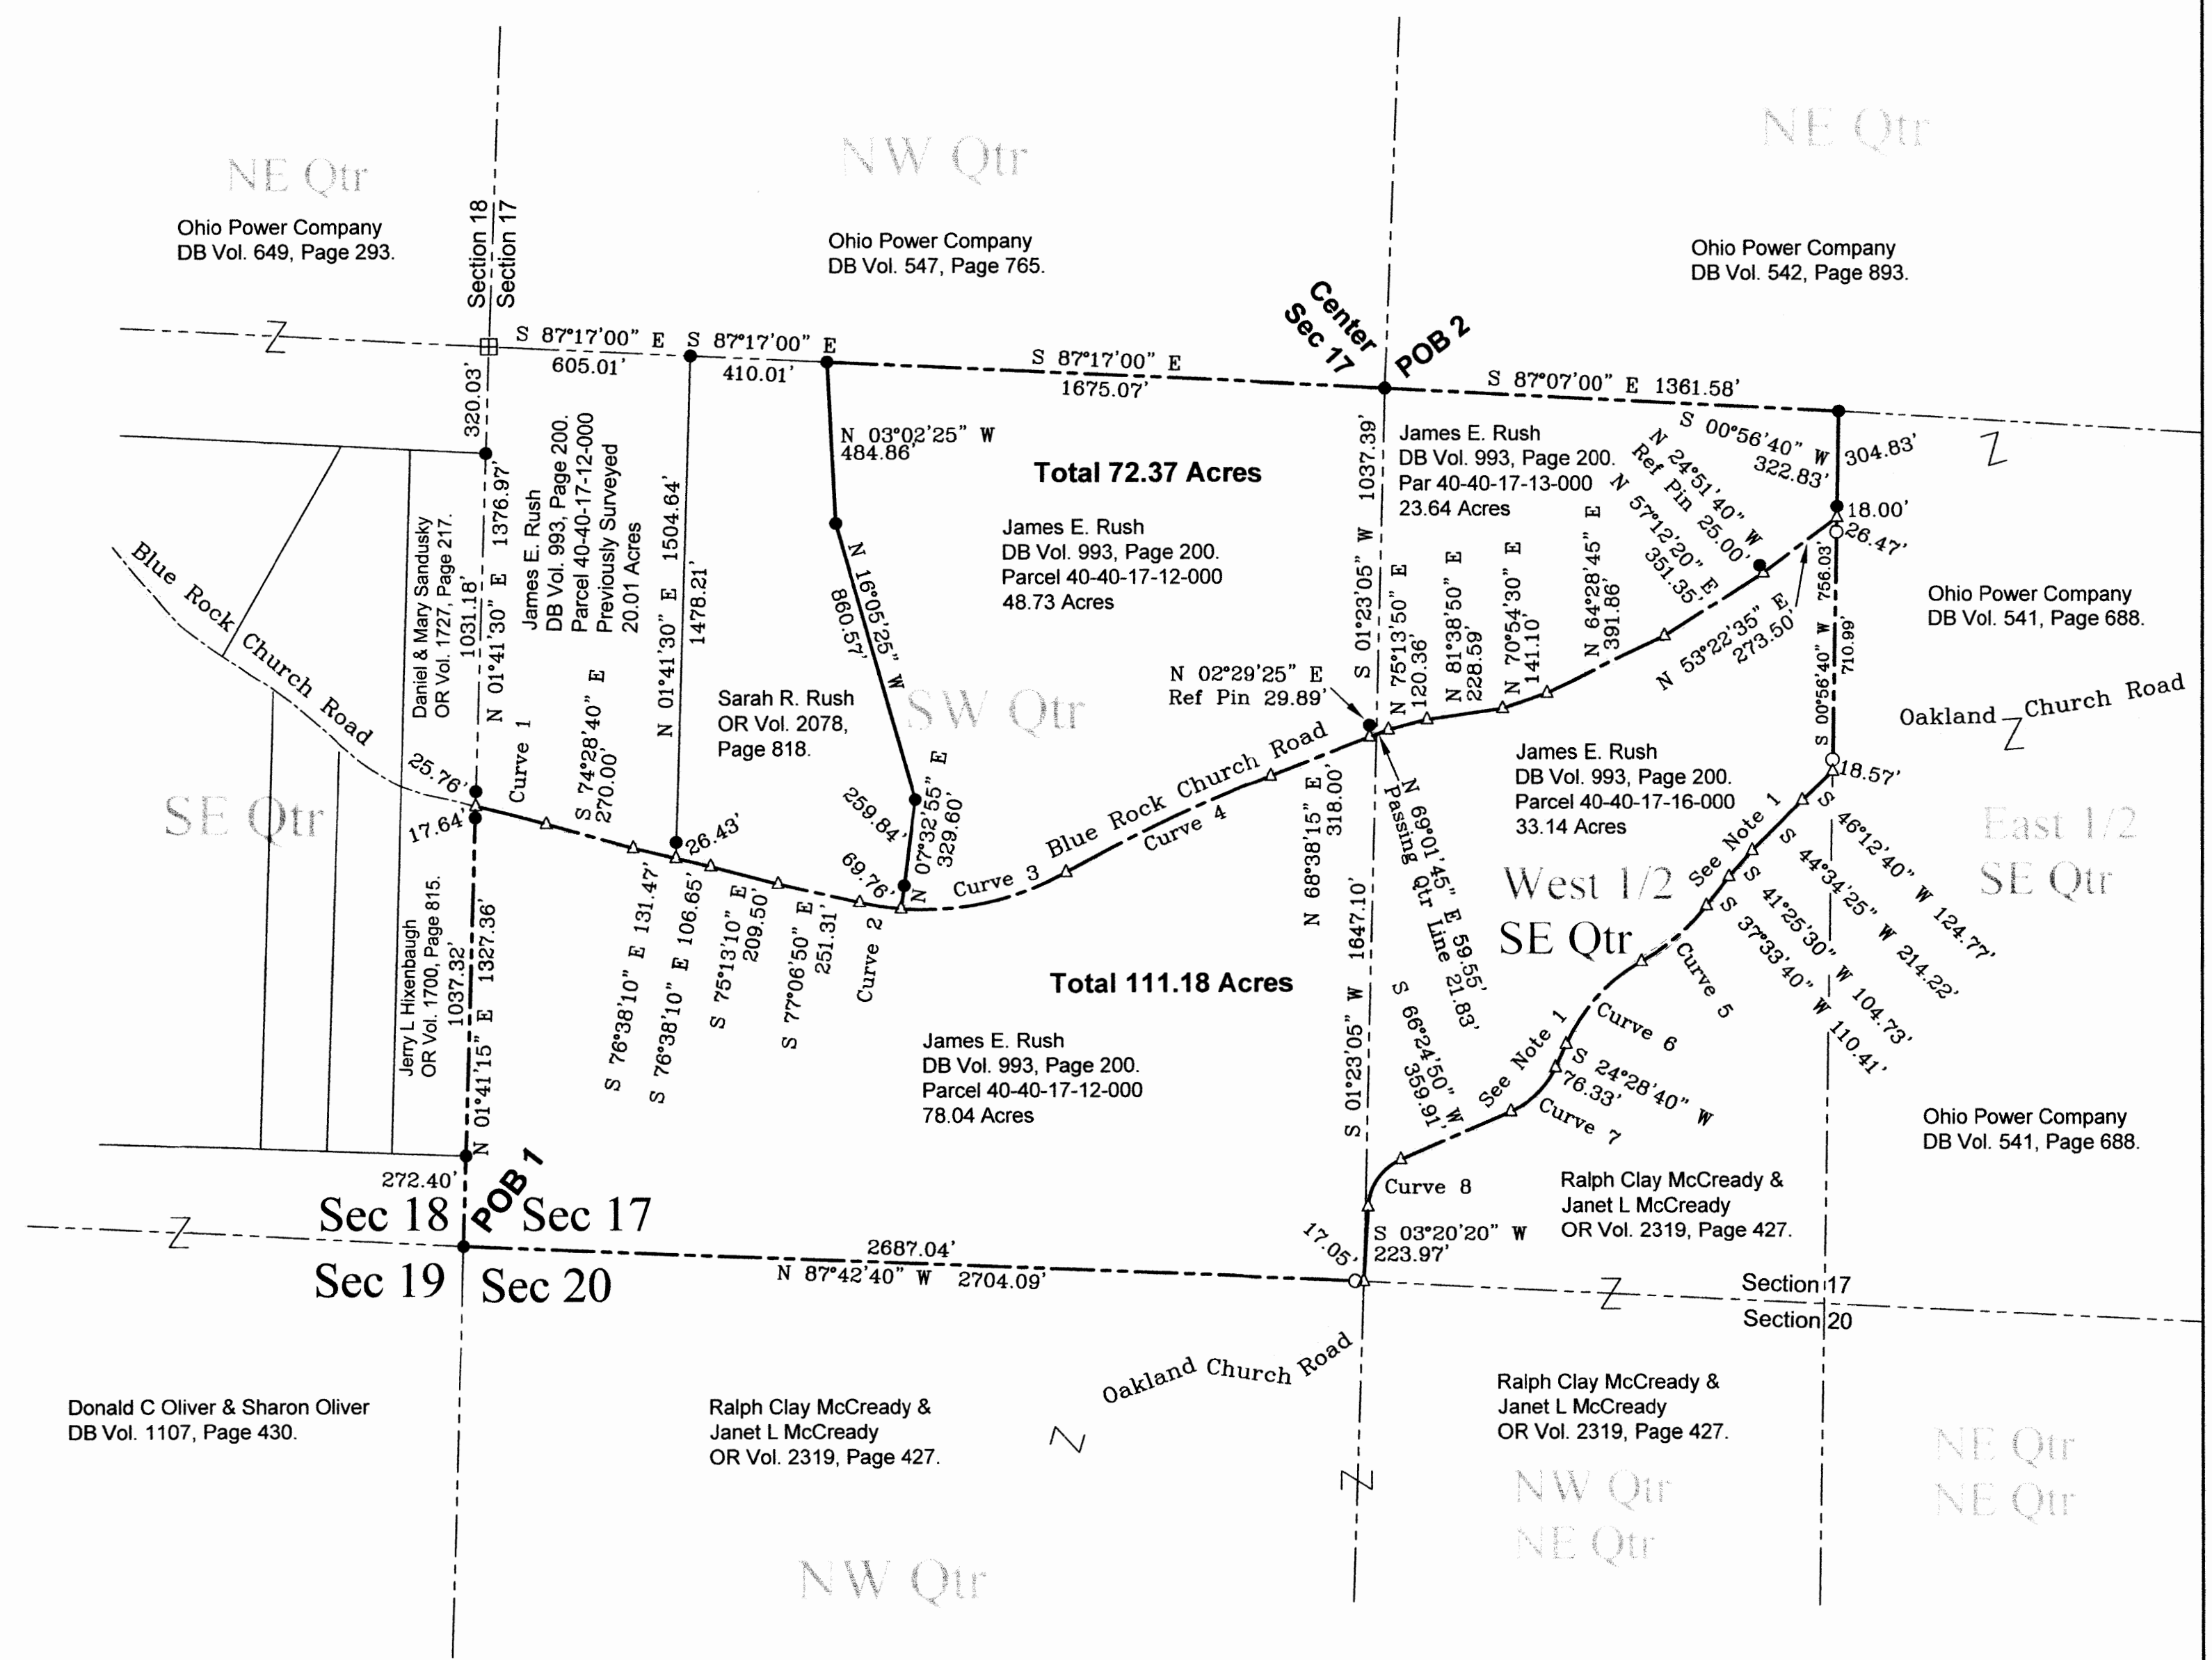 NE Qtr
NW Qtr
NE Qtr
Ohio Power Company
DB Vol. 649, Page 293.
Section 18
Section 17
Ohio Power Company
DB Vol. 547, Page 765.
Ohio Power Company
DB Vol. 542, Page 893.
Center
Sec 17
POB 2
S 87°17'00" E
605.01'
S 87°17'00" E
410.01'
S 87°17'00" E
1675.07'
S 87°07'00" E 1361.58'
320.03'
N 01°41'30" E 1376.97'
1031.18'
James E. Rush
DB Vol. 993, Page 200.
Parcel 40-40-17-12-000
Previously Surveyed
20.01 Acres
N 01°41'30" E 1504.64'
1478.21'
N 03°02'25" W
484.86'
Total 72.37 Acres
James E. Rush
DB Vol. 993, Page 200.
Parcel 40-40-17-12-000
48.73 Acres
N 16°05'25" W
860.57'
S 01°23'05" W 1037.39'
James E. Rush
DB Vol. 993, Page 200.
Par 40-40-17-13-000
23.64 Acres
S 00°56'40" W
322.83'
304.83'
18.00'
26.47'
N 24°51'40" W
Ref Pin 25.00'
N 57°12'20" E
351.35'
N 53°22'35" E
273.50'
N 64°28'45" E
391.86'
N 70°54'30" E
141.10'
N 81°38'50" E
228.59'
N 75°13'50" E
120.36'
S 00°56'40" W 756.03'
710.99'
18.57'
Ohio Power Company
DB Vol. 541, Page 688.
Oakland Church Road
Blue Rock Church Road
Daniel & Mary Sandusky
OR Vol. 1727, Page 217.
25.76'
17.64'
Curve 1
S 74°28'40" E
270.00'
Sarah R. Rush
OR Vol. 2078,
Page 818.
SW Qtr
N 02°29'25" E
Ref Pin 29.89'
26.43'
259.84'
69.76'
N 07°32'55" E
329.60'
Curve 3
Blue Rock Church Road
Curve 4
N 68°38'15" E
318.00'
N 69°01'45" E 59.55'
Passing Qtr Line 21.83'
James E. Rush
DB Vol. 993, Page 200.
Parcel 40-40-17-16-000
33.14 Acres
See Note 1
S 46°12'40" W 124.77'
S 44°34'25" W 214.22'
S 41°25'30" W 104.73'
S 37°33'40" W 110.41'
SE Qtr
West 1/2
SE Qtr
East 1/2
SE Qtr
S 76°38'10" E 131.47'
S 76°38'10" E 106.65'
S 75°13'10" E
209.50'
S 77°06'50" E
251.31'
Curve 2
Jerry L Hixenbaugh
OR Vol. 1700, Page 815.
1037.32'
N 01°41'15" E 1327.36'
Total 111.18 Acres
James E. Rush
DB Vol. 993, Page 200.
Parcel 40-40-17-12-000
78.04 Acres
S 01°23'05" W 1647.10'
S 66°24'50" W
359.91'
See Note 1
Curve 5
Curve 6
S 24°28'40" W
76.33'
Curve 7
Curve 8
Ohio Power Company
DB Vol. 541, Page 688.
272.40'
POB 1
Sec 18
Sec 17
Sec 19
Sec 20
2687.04'
N 87°42'40" W 2704.09'
17.05'
S 03°20'20" W
223.97'
Ralph Clay McCready &
Janet L McCready
OR Vol. 2319, Page 427.
Section 17
Section 20
Oakland Church Road
Donald C Oliver & Sharon Oliver
DB Vol. 1107, Page 430.
Ralph Clay McCready &
Janet L McCready
OR Vol. 2319, Page 427.
Ralph Clay McCready &
Janet L McCready
OR Vol. 2319, Page 427.
NW Qtr
NW Qtr
NE Qtr
NE Qtr
NE Qtr